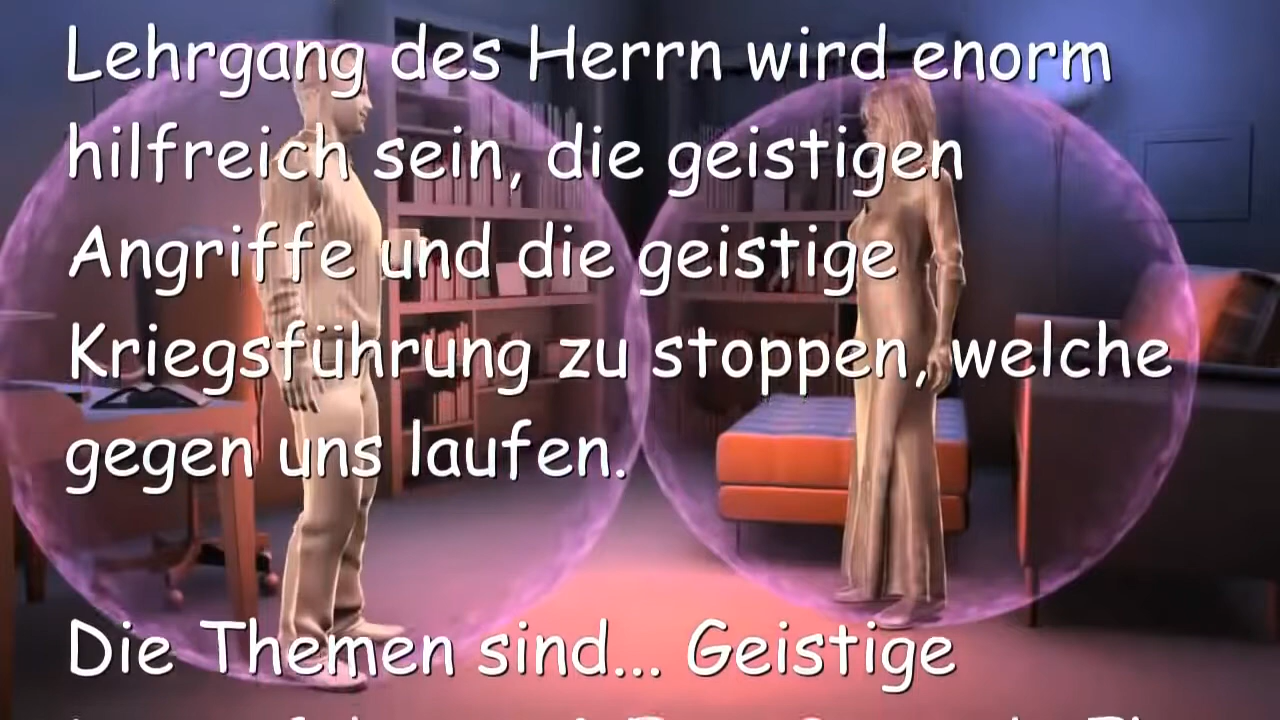 Lehrgang des Herrn wird enorm
hilfreich sein, die geistigen
Angriffe und die geistige
Kriegsführung zu stoppen, welche
gegen uns laufen.
Die Themen sind... Geistige